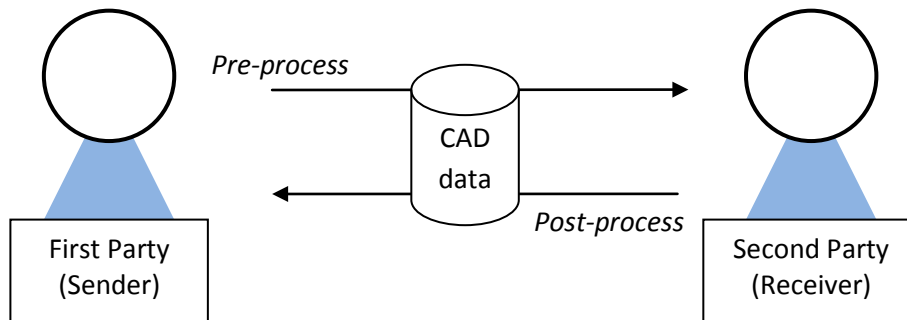 Pre-process
CAD
data
Post-process
First Party
(Sender)
Second Party
(Receiver)